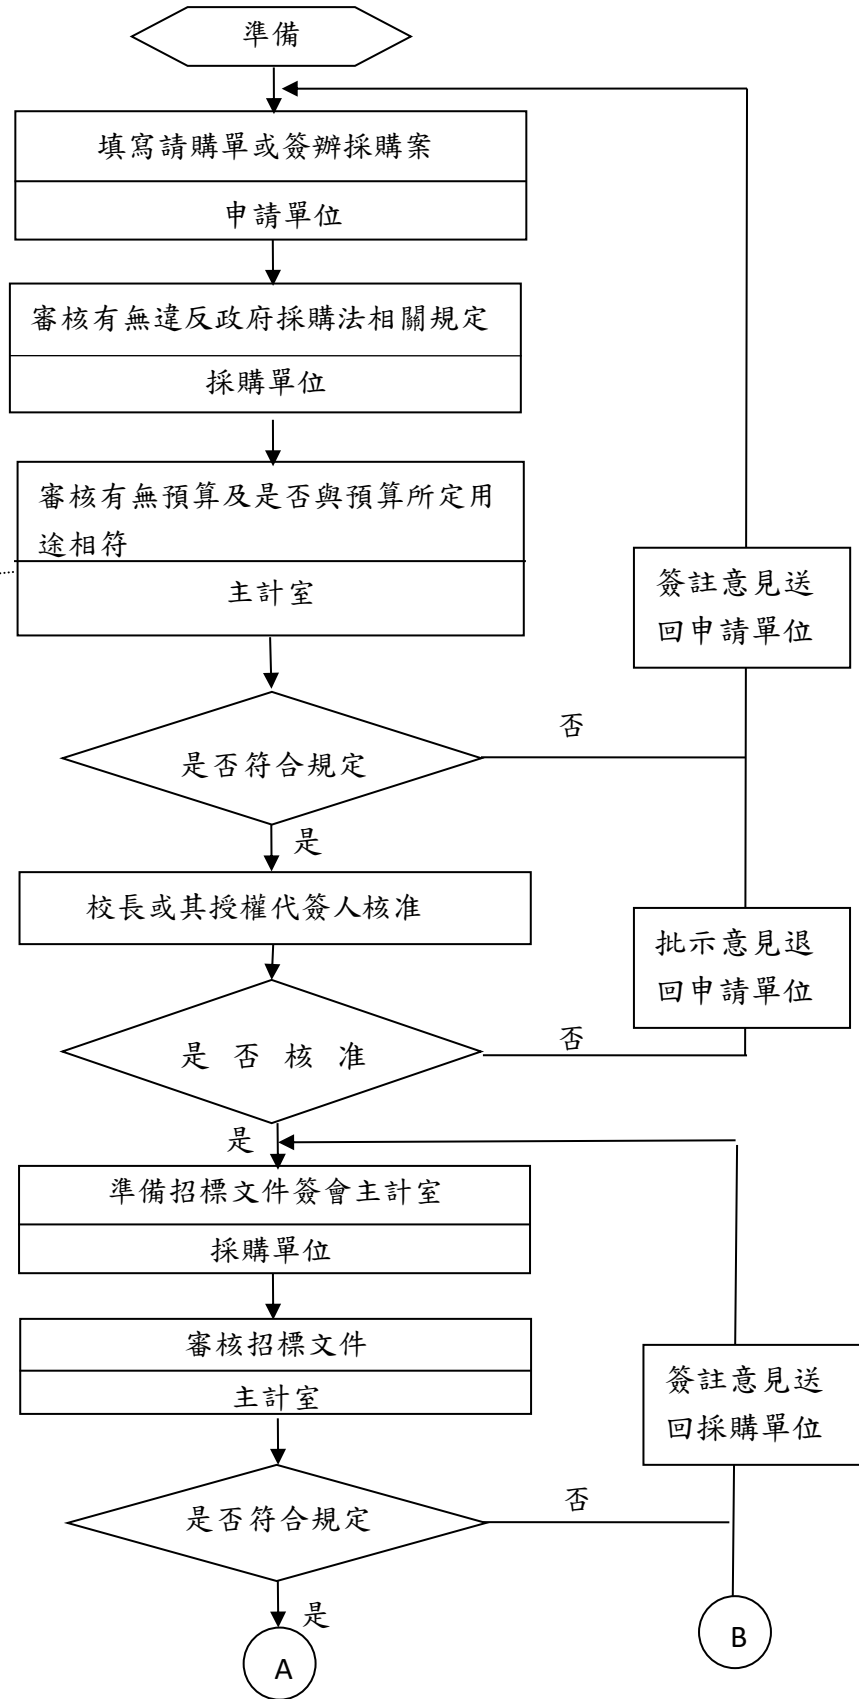 準備
填寫請購單或簽辦採購案
申請單位
審核有無違反政府採購法相關規定
採購單位
審核有無預算及是否與預算所定用
途相符
主計室
簽註意見送
回申請單位
否
是否符合規定
是
校長或其授權代簽人核准
批示意見退
回申請單位
否
是否核准
是
準備招標文件簽會主計室
採購單位
審核招標文件
主計室
簽註意見送
回採購單位
否
是否符合規定
是
A
B